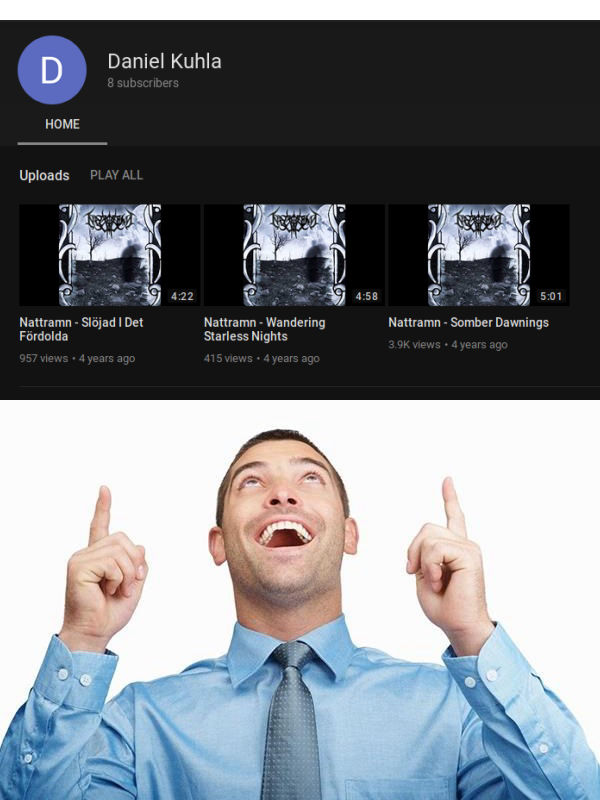 D
Daniel Kuhla
8 subscribers
HOME
Uploads PLAY ALL
4:22 4:58 5:01
Nattramn - Slöjad I Det
Fördolda
957 views • 4 years ago
Nattramn - Wandering
Starless Nights
415 views • 4 years ago
Nattramn - Somber Dawnings
3.9K views • 4 years ago